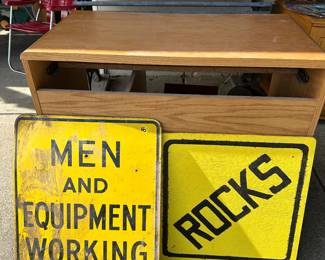 MEN
AND
EQUIPMENT
WORKING
ROCKS